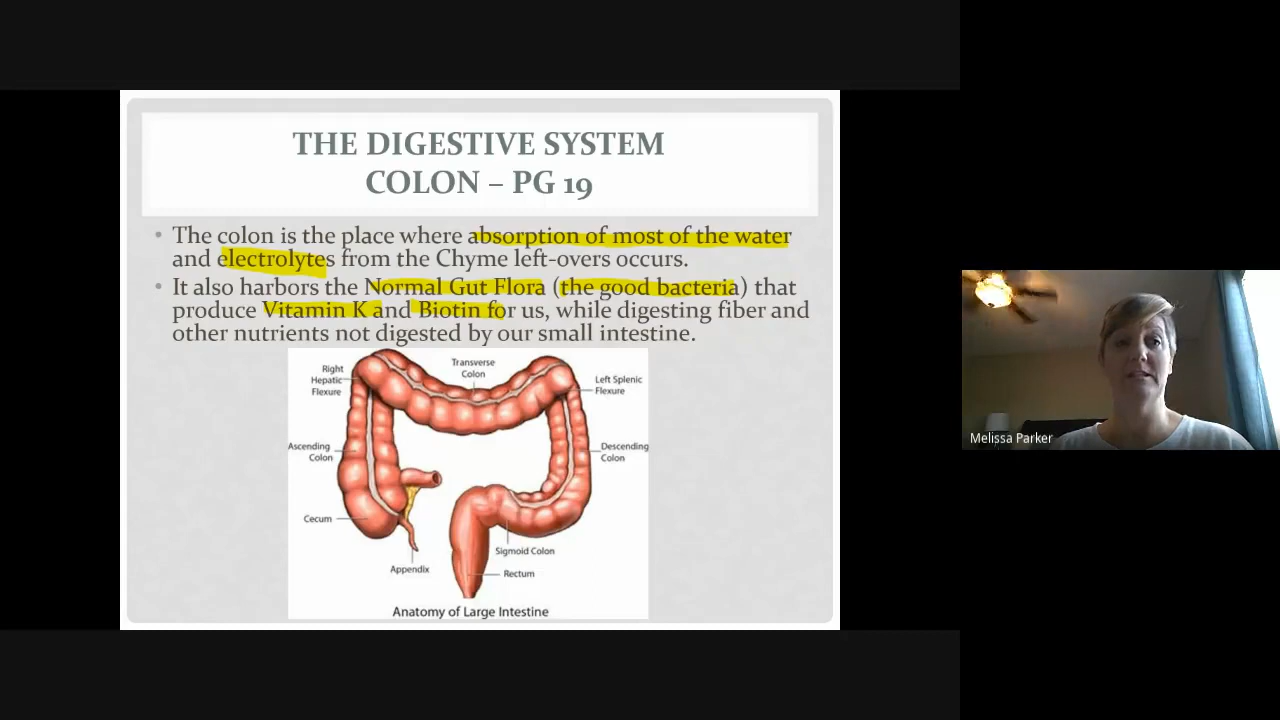 THE DIGESTIVE SYSTEM
COLON – PG 19
• The colon is the place where absorption of most of the water
and electrolytes from the Chyme left-overs occurs.
• It also harbors the Normal Gut Flora (the good bacteria) that
produce Vitamin K and Biotin for us, while digesting fiber and
other nutrients not digested by our small intestine.
Right
Hepatic
Flexure
Transverse
Colon
Left Splenic
Flexure
Ascending
Colon
Descending
Colon
Cecum
Appendix
Sigmoid Colon
Rectum
Anatomy of Large Intestine
Melissa Parker